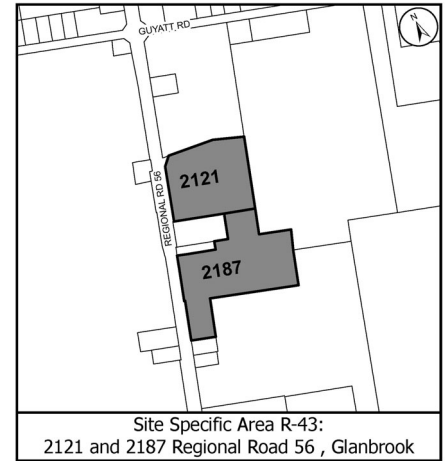 GUYATT RD
N
2121
REGIONAL RD 56
2187
Site Specific Area R-43:
2121 and 2187 Regional Road 56 , Glanbrook